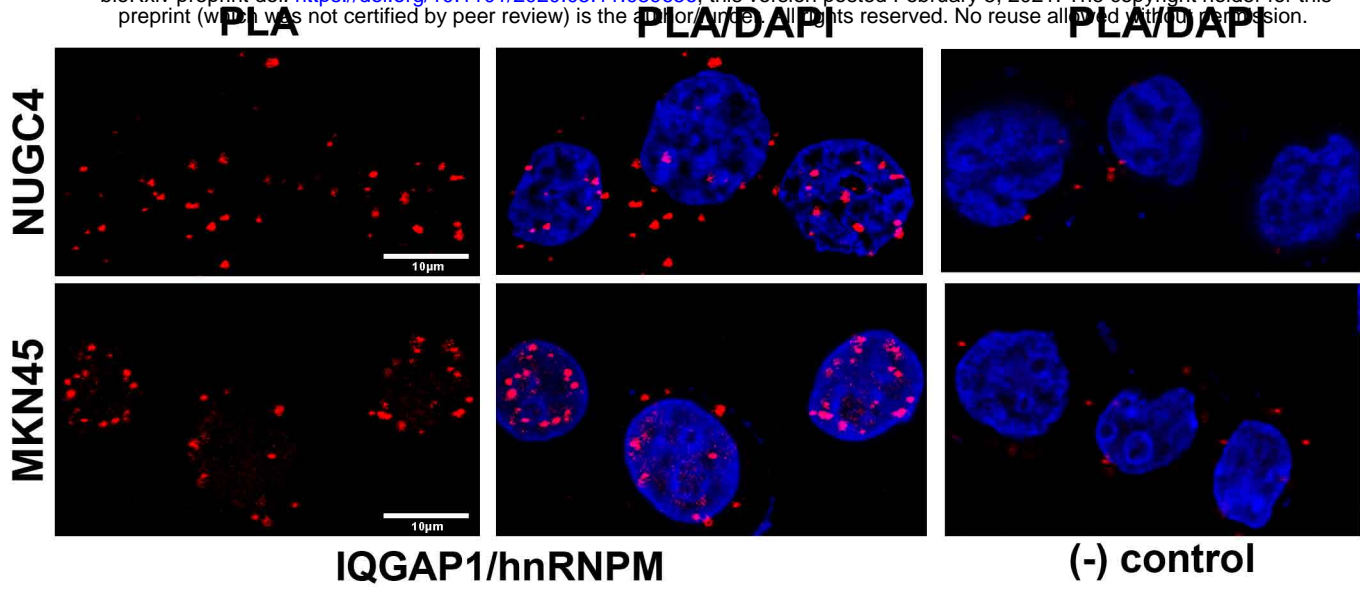 preprint (which was not certified by peer review) is the author/funder. All rights reserved. No reuse allowed without permission.
PLA PLA/DAPI PLA/DAPI
NUGC4
10µm
MKN45
10µm
IQGAP1/hnRNPM (-) control